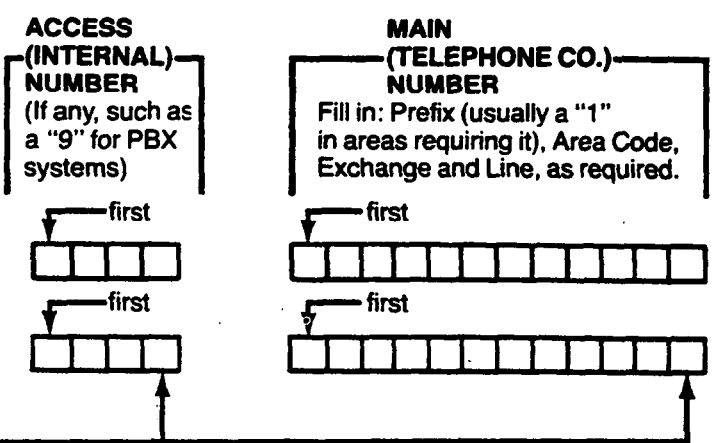 ACCESS
(INTERNAL)
NUMBER
(If any, such as
a "9" for PBX
systems)
MAIN
(TELEPHONE CO.)
NUMBER
Fill in: Prefix (usually a "1"
in areas requiring it), Area Code,
Exchange and Line, as required.
first
first
first
first